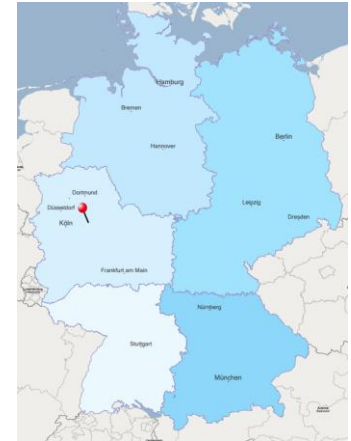 Hamburg
Bremen
Berlin
Hannover
Dortmund
Leipzig
Düsseldorf
Dresden
Köln
Frankfurt am Main
Nürnberg
Stuttgart
München